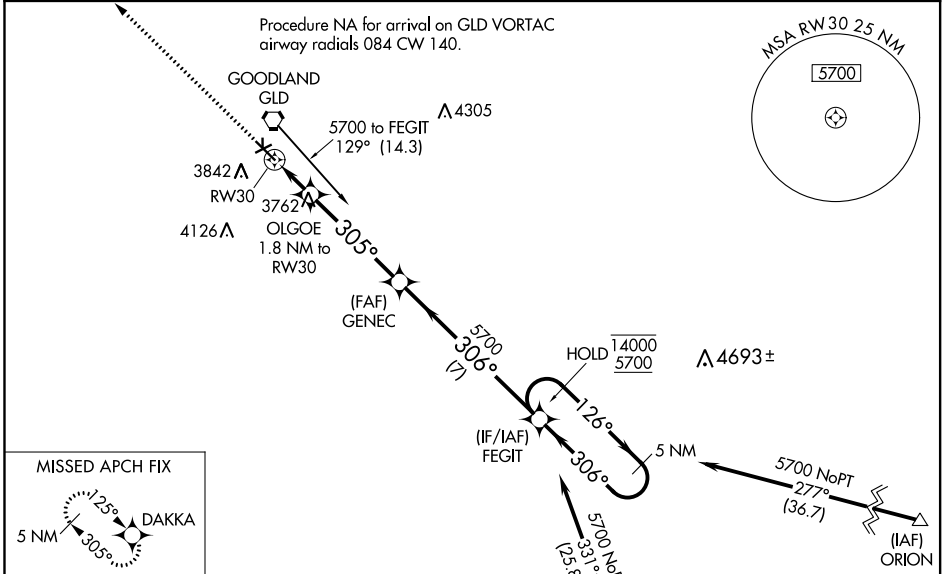 Procedure NA for arrival on GLD VORTAC
airway radials 084 CW 140.
MSA RW30 25 NM
5700
GOODLAND
GLD
4305
5700 to FEGIT
129° (14.3)
3842
RW30
3762
4126
OLGOE
1.8 NM to
RW30
305°
(FAF)
GENEC
5700
306°
(7)
HOLD
14000
5700
4693±
126°
(IF/IAF)
FEGIT
306°
5 NM
5700 NoPT
277°
(36.7)
(IAF)
ORION
5700
331°
MISSED APCH FIX
125°
DAKKA
5 NM
305°